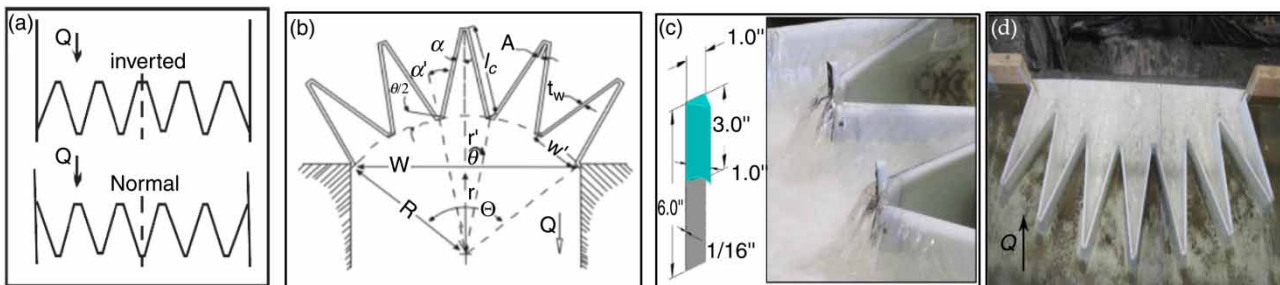 (a)
Q
inverted
Q
Normal
(b)
α
A
α'
l_c
θ/2
t_w
r'
θ
w'
W
r
R
Θ
Q
(c)
1.0"
3.0"
1.0"
6.0"
1/16"
(d)
Q